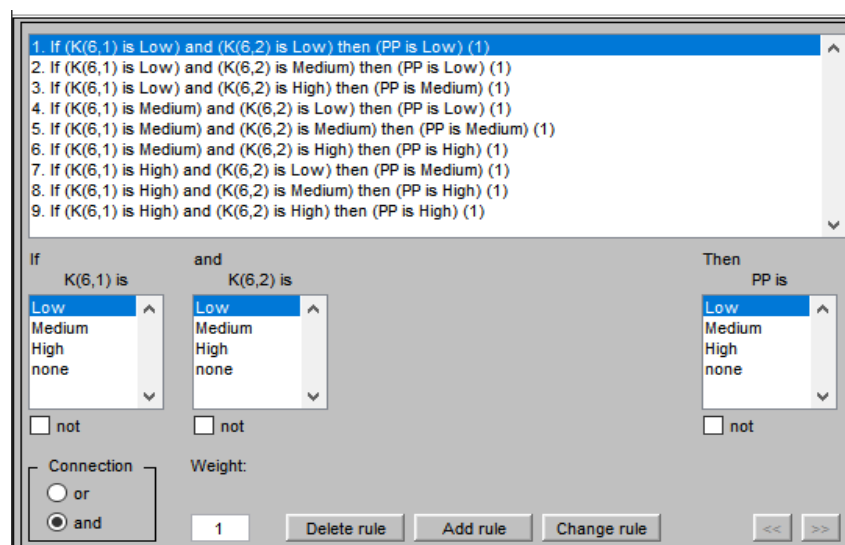 1. If (K(6,1) is Low) and (K(6,2) is Low) then (PP is Low) (1)
2. If (K(6,1) is Low) and (K(6,2) is Medium) then (PP is Low) (1)
3. If (K(6,1) is Low) and (K(6,2) is High) then (PP is Medium) (1)
4. If (K(6,1) is Medium) and (K(6,2) is Low) then (PP is Low) (1)
5. If (K(6,1) is Medium) and (K(6,2) is Medium) then (PP is Medium) (1)
6. If (K(6,1) is Medium) and (K(6,2) is High) then (PP is High) (1)
7. If (K(6,1) is High) and (K(6,2) is Low) then (PP is Medium) (1)
8. If (K(6,1) is High) and (K(6,2) is Medium) then (PP is High) (1)
9. If (K(6,1) is High) and (K(6,2) is High) then (PP is High) (1)
If and Then
K(6,1) is K(6,2) is PP is
Low Low Low
Medium Medium Medium
High High High
none none none
not not not
Connection Weight:
or
and 1 Delete rule Add rule Change rule << >>